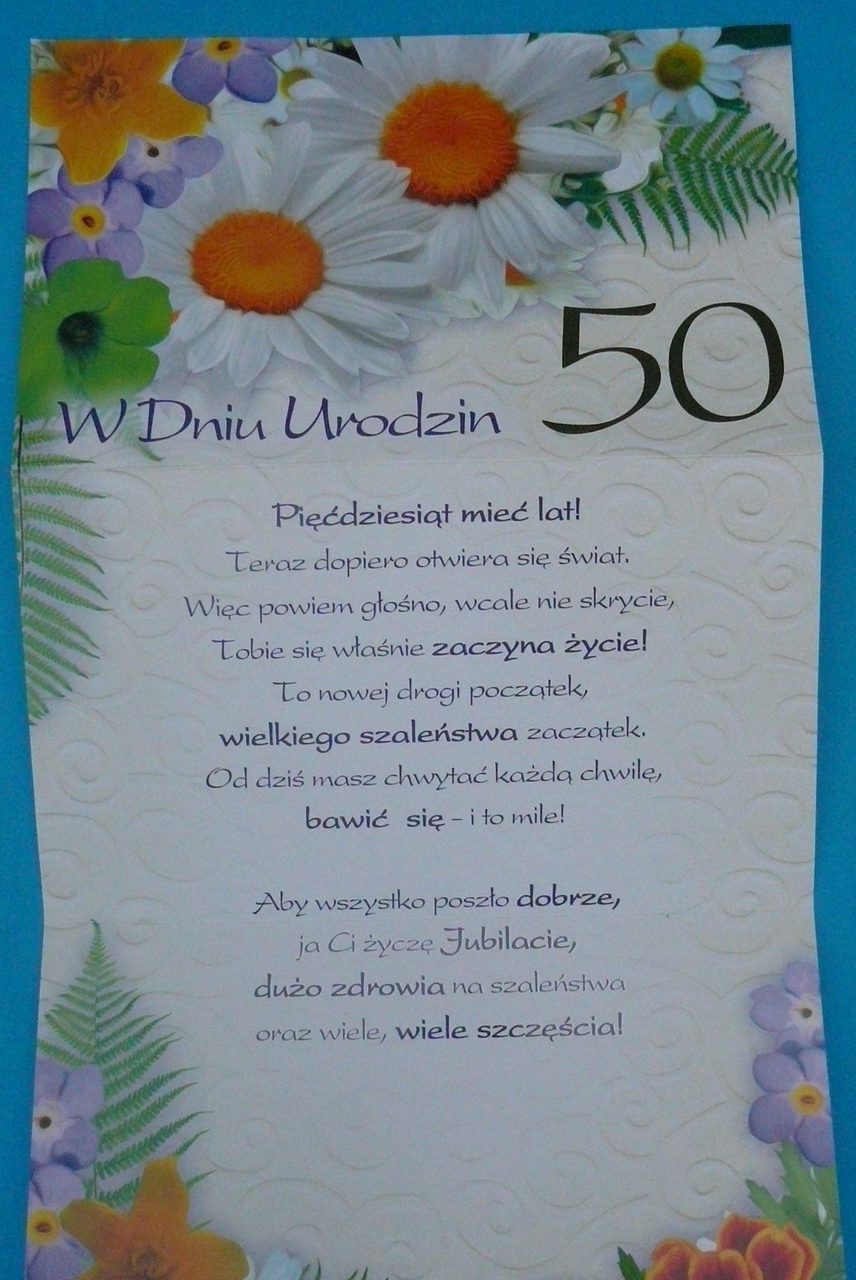 50
W Dniu Urodzin
Pięćdziesiąt mieć lat!
Teraz dopiero otwiera się świat.
Więc powiem głośno, wcale nie skrycie,
Tobie się właśnie zaczyna życie!
To nowej drogi początek,
wielkiego szaleństwa zaczątek.
Od dziś masz chwytać każdą chwilę,
bawić się – i to mile!
Aby wszystko poszło dobrze,
ja Ci życzę Jubilacie,
dużo zdrowia na szaleństwa
oraz wiele, wiele szczęścia!